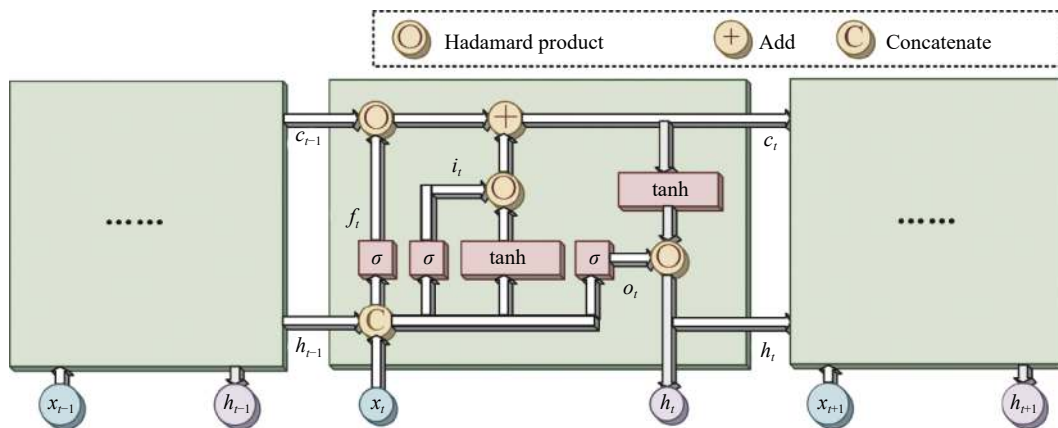 O Hadamard product + Add C Concatenate
O + 
c_{t−1} c_t
i_t
O tanh
...... ......
f_t
σ σ tanh σ O
o_t
C
h_{t−1} h_t
x_{t−1} h_{t−1} x_t h_t x_{t+1} h_{t+1}